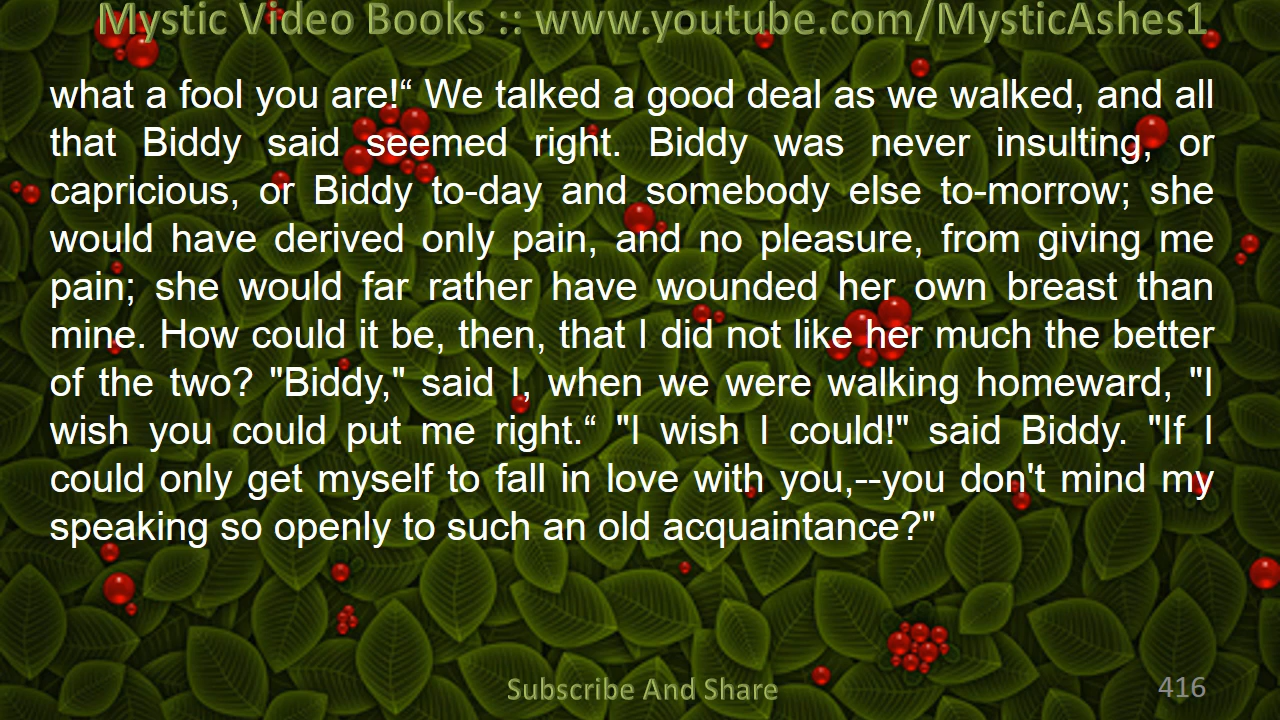 Mystic Video Books :: www.youtube.com/MysticAshes1
what a fool you are!“ We talked a good deal as we walked, and all
that Biddy said seemed right. Biddy was never insulting, or
capricious, or Biddy to-day and somebody else to-morrow; she
would have derived only pain, and no pleasure, from giving me
pain; she would far rather have wounded her own breast than
mine. How could it be, then, that I did not like her much the better
of the two? "Biddy," said I, when we were walking homeward, "I
wish you could put me right.“ "I wish I could!" said Biddy. "If I
could only get myself to fall in love with you,--you don't mind my
speaking so openly to such an old acquaintance?"
Subscribe And Share
416